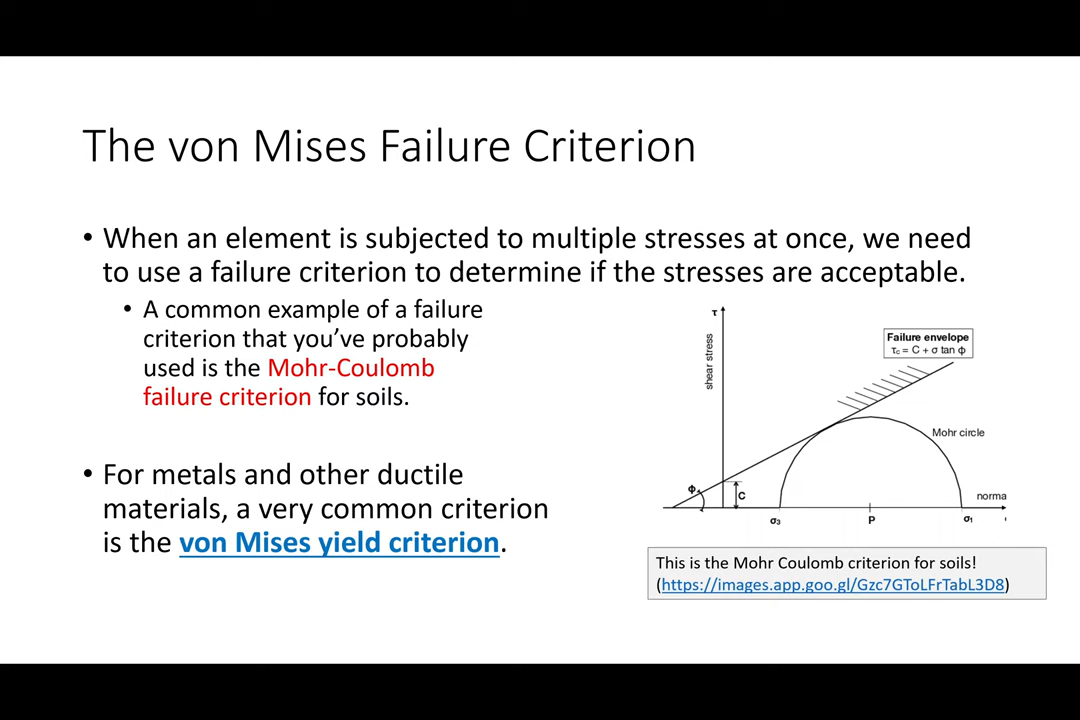 The von Mises Failure Criterion
• When an element is subjected to multiple stresses at once, we need
to use a failure criterion to determine if the stresses are acceptable.
• A common example of a failure
criterion that you’ve probably
used is the Mohr-Coulomb
failure criterion for soils.
• For metals and other ductile
materials, a very common criterion
is the von Mises yield criterion.
τ
shear stress
Failure envelope
τc = C + σ tan ϕ
Mohr circle
ϕ
C
norma
σ₃
P
σ₁
This is the Mohr Coulomb criterion for soils!
(https://images.app.goo.gl/Gzc7GToLFrTabL3D8)